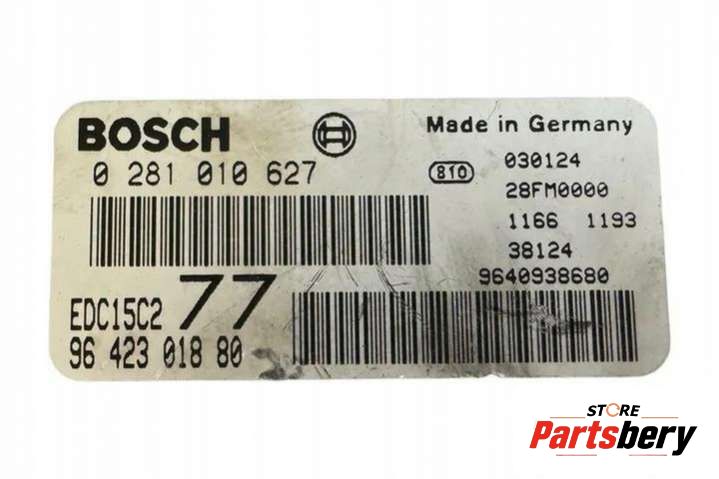 BOSCH
Made in Germany
0 281 010 627
810
030124
28FM0000
1166 1193
38124
9640938680
EDC15C2 77
96 423 018 80
STORE
Partsbery